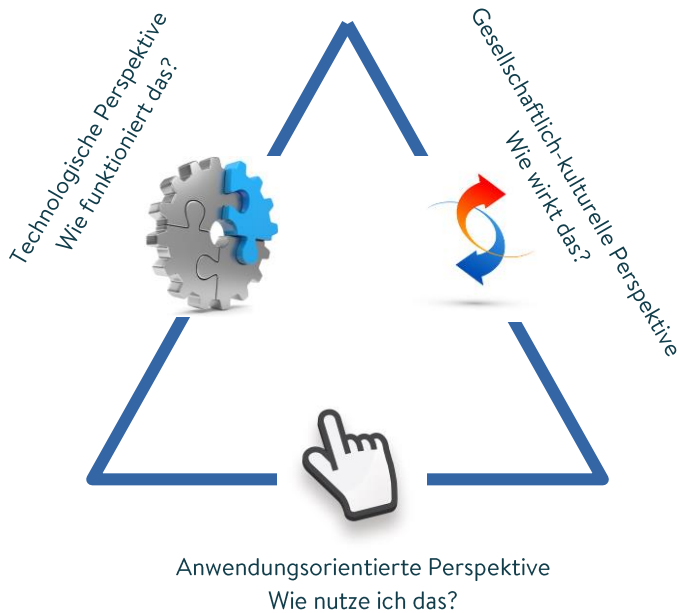 Technologische Perspektive
Wie funktioniert das?
Gesellschaftlich-kulturelle Perspektive
Wie wirkt das?
Anwendungsorientierte Perspektive
Wie nutze ich das?